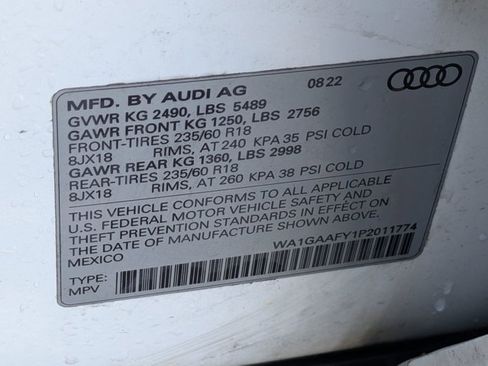 MFD. BY AUDI AG 08 22
GVWR KG 2490, LBS 5489
GAWR FRONT KG 1250, LBS 2756
FRONT-TIRES 235/60 R18
8JX18 RIMS, AT 240 KPA 35 PSI COLD
GAWR REAR KG 1360, LBS 2998
REAR-TIRES 235/60 R18
8JX18 RIMS, AT 260 KPA 38 PSI COLD
THIS VEHICLE CONFORMS TO ALL APPLICABLE
U.S. FEDERAL MOTOR VEHICLE SAFETY AND
THEFT PREVENTION STANDARDS IN EFFECT ON
THE DATE OF MANUFACTURE SHOWN ABOVE.
MEXICO WA1GAAFY1P2011774
TYPE:
MPV